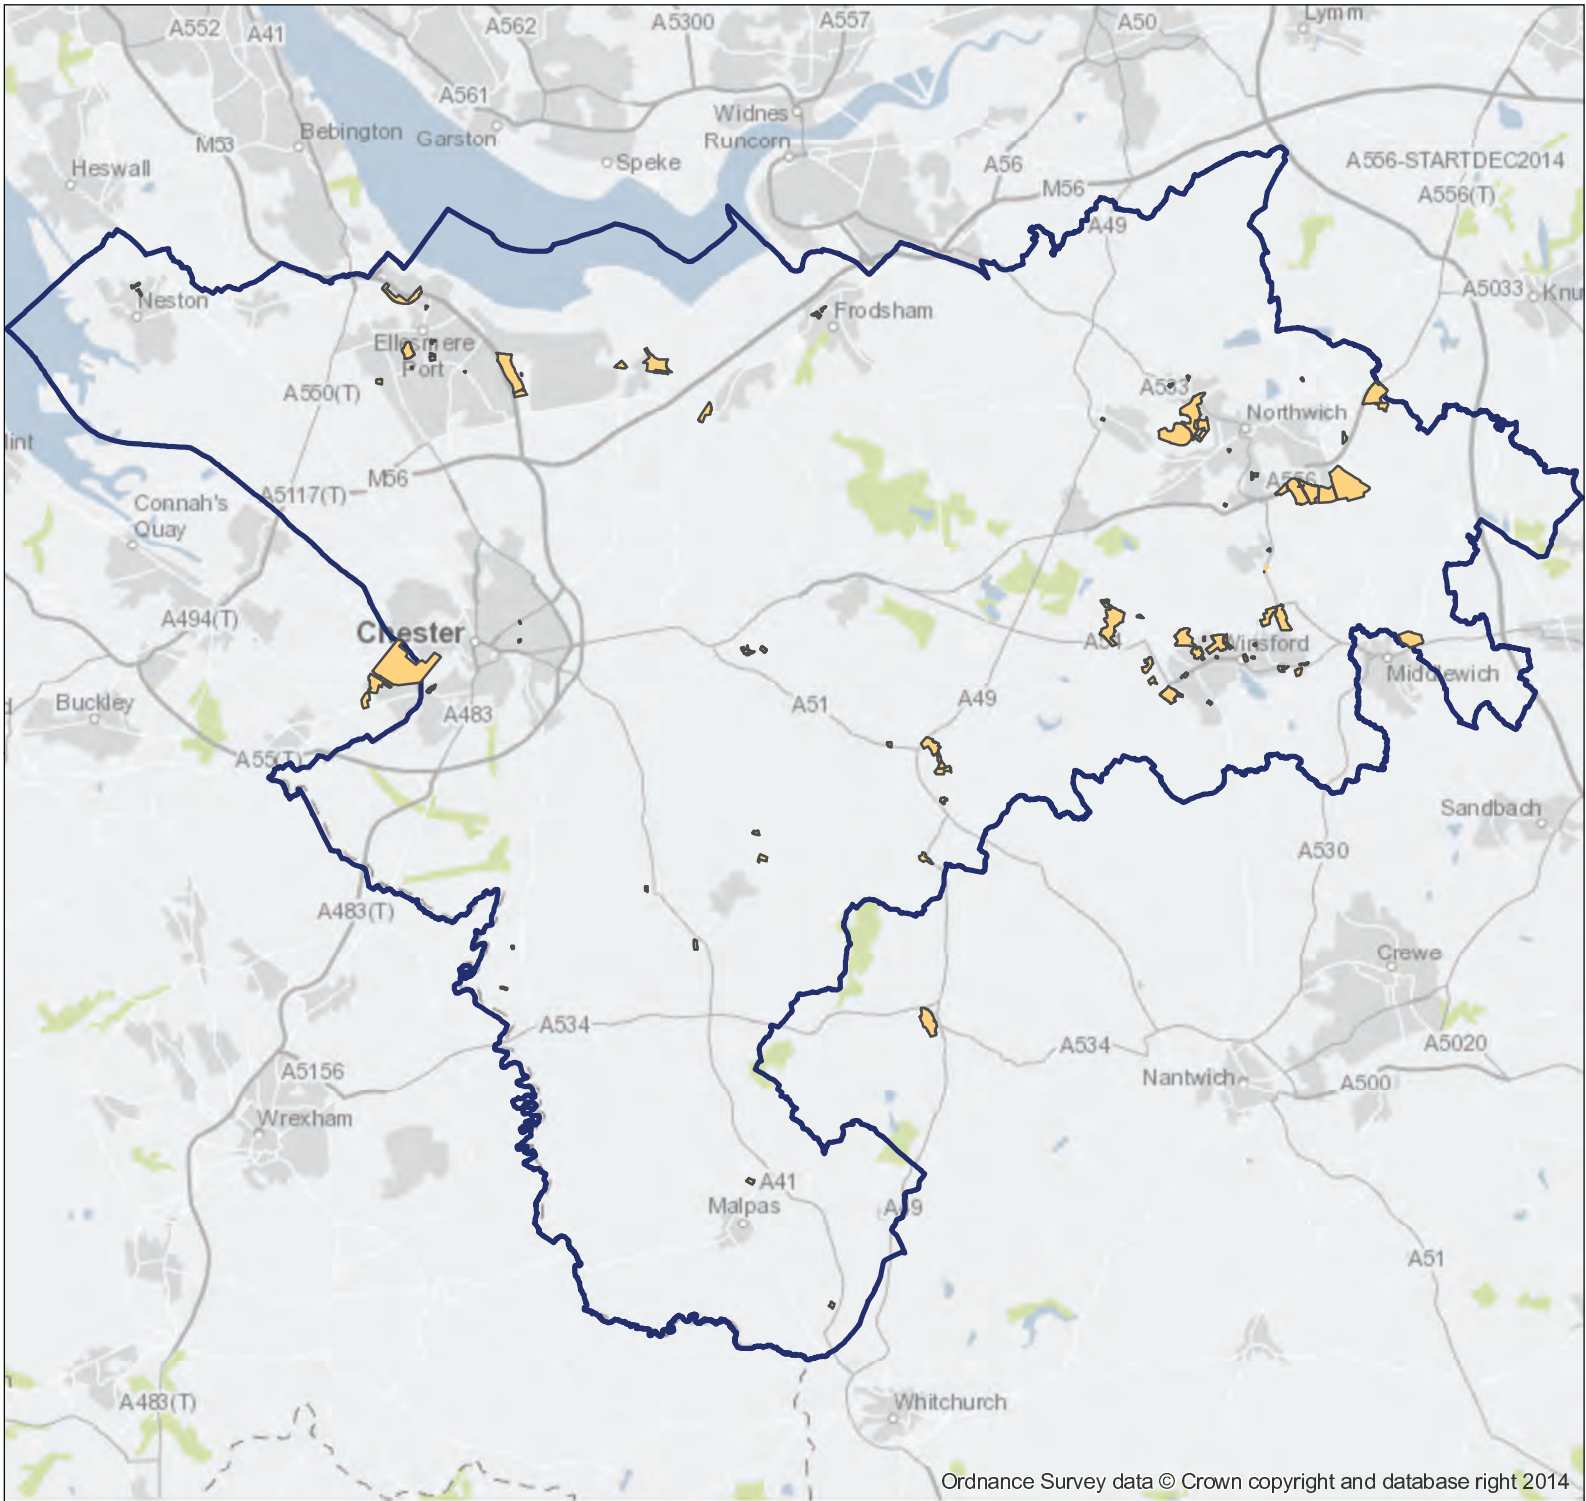 A552
A41
A562
A5300
A557
A50
Lymm
A561
Widnes
Bebington
Garston
M53
Runcorn
Speke
Heswall
A56
A556-STARTDEC2014
M56
A556(T)
A49
A5033
Knu
Neston
Frodsham
Ellesmere
Port
A550(T)
A533
Northwich
lint
M56
A556
A5117(T)
Connah's
Quay
A494(T)
Chester
A54
Winsford
Middlewich
Buckley
A483
A51
A49
A55(T)
Sandbach
A530
A483(T)
Crewe
A534
A534
A5020
A5156
Nantwich
A500
Wrexham
A41
Malpas
A49
A51
A483(T)
Whitchurch
Ordnance Survey data © Crown copyright and database right 2014